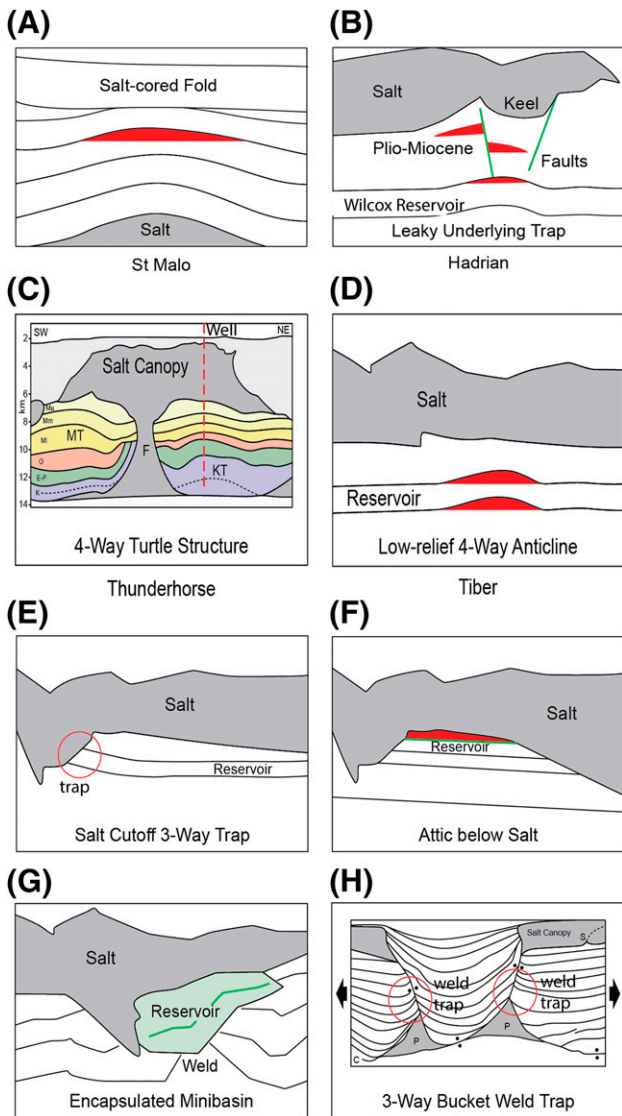 (A)
Salt-cored Fold
Salt
St Malo
(B)
Salt
Keel
Plio-Miocene
Faults
Wilcox Reservoir
Leaky Underlying Trap
Hadrian
(C)
SW
Well
NE
2
4
6
8
10
12
14
km
Salt Canopy
Mu
Mm
Ml
MT
O
E-P
K
F
KT
4-Way Turtle Structure
Thunderhorse
(D)
Salt
Reservoir
Low-relief 4-Way Anticline
Tiber
(E)
Salt
Reservoir
trap
Salt Cutoff 3-Way Trap
(F)
Salt
Reservoir
Attic below Salt
(G)
Salt
Reservoir
Weld
Encapsulated Minibasin
(H)
Salt Canopy
S
weld
trap
weld
trap
P
P
C
3-Way Bucket Weld Trap